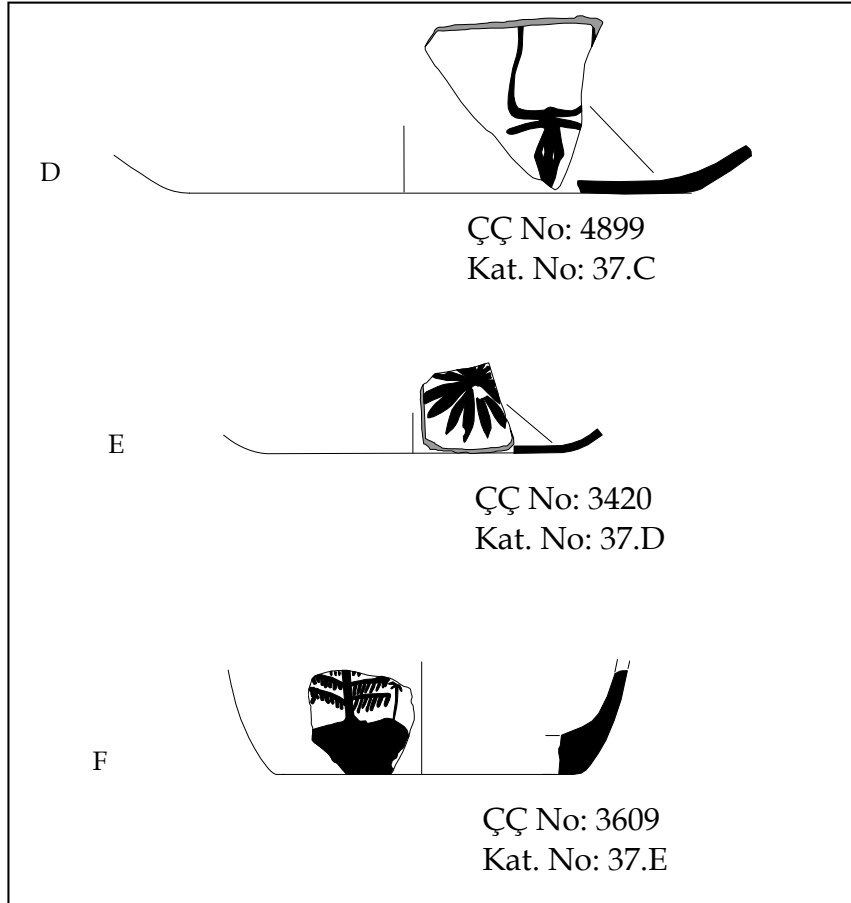 D
ÇÇ No: 4899
Kat. No: 37.C
E
ÇÇ No: 3420
Kat. No: 37.D
F
ÇÇ No: 3609
Kat. No: 37.E